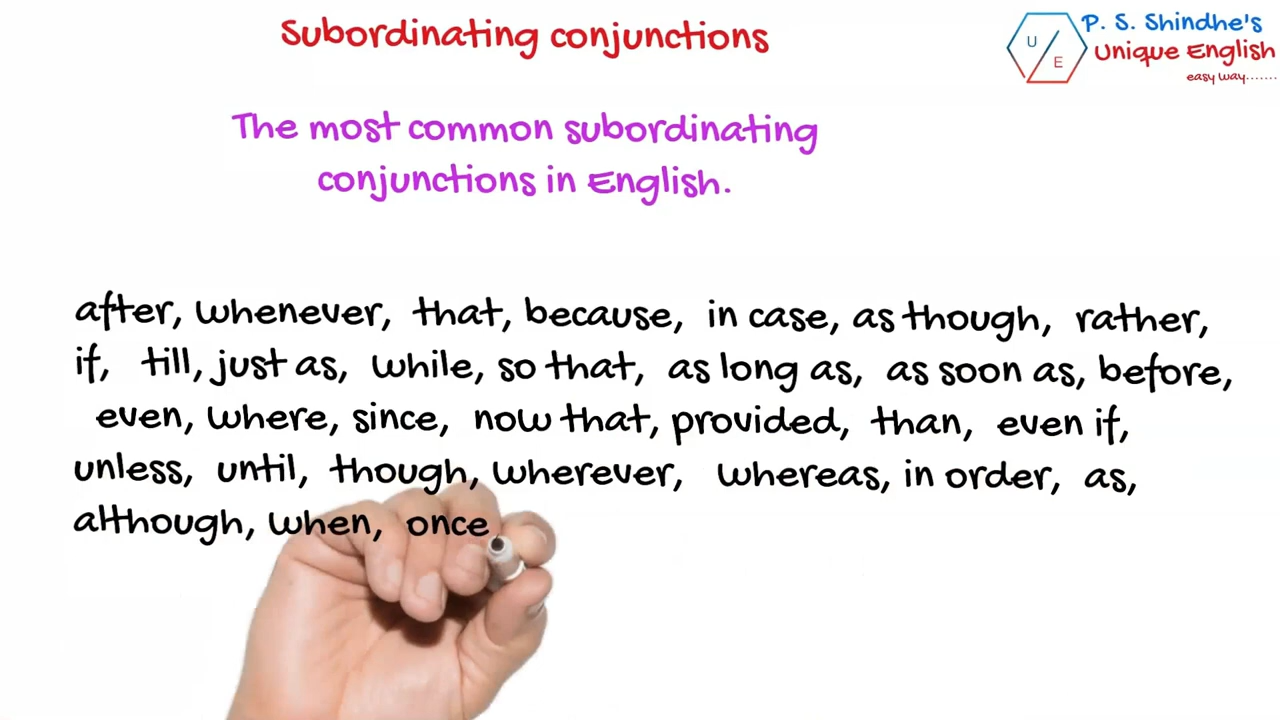 Subordinating conjunctions
P. S. Shindhe's
Unique English
easy way.......
U
E
The most common subordinating
conjunctions in English.
after, whenever, that, because, in case, as though, rather,
if, till, just as, while, so that, as long as, as soon as, before,
even, where, since, now that, provided, than, even if,
unless, until, though, wherever, whereas, in order, as,
although, when, once